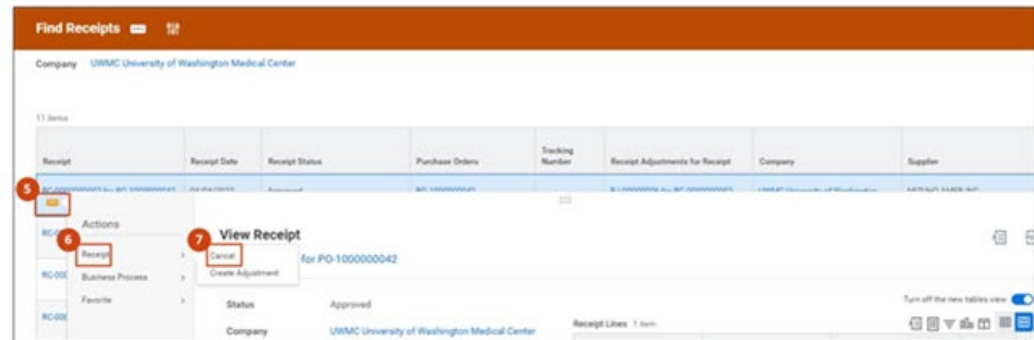 Find Receipts
Company UWMC University of Washington Medical Center
11 items
Receipt Receipt Date Receipt Status Purchase Orders Tracking Number Receipt Adjustments for Receipt Company Supplier
5
Actions
6 7 View Receipt
Receipt Cancel for PO-1000000042
Business Process Create Adjustment
Favorite
Status Approved
Turn off the new tables view
Company UWMC University of Washington Medical Center
Receipt Lines 1 item